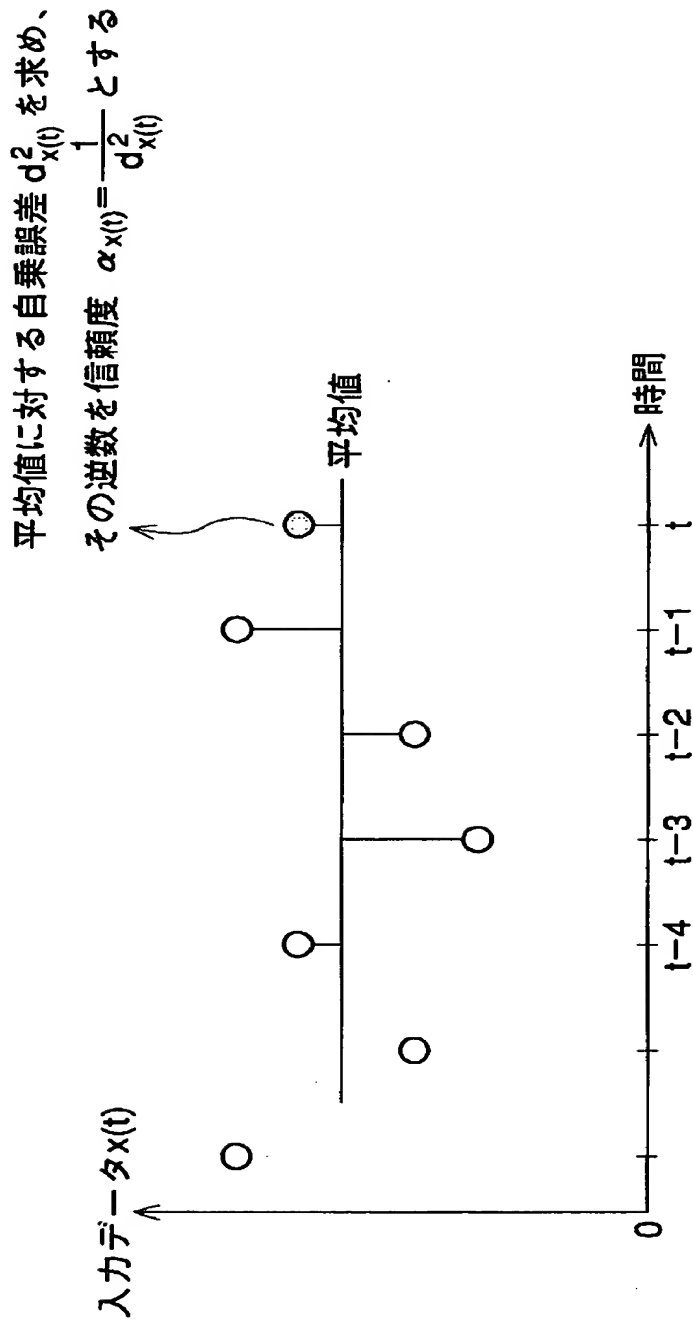 平均値に対する自乗誤差 d²x(t) を求め、
その逆数を信頼度 αx(t)=1/d²x(t) とする
入力データx(t)
平均値
0
t−4
t−3
t−2
t−1
t
時間